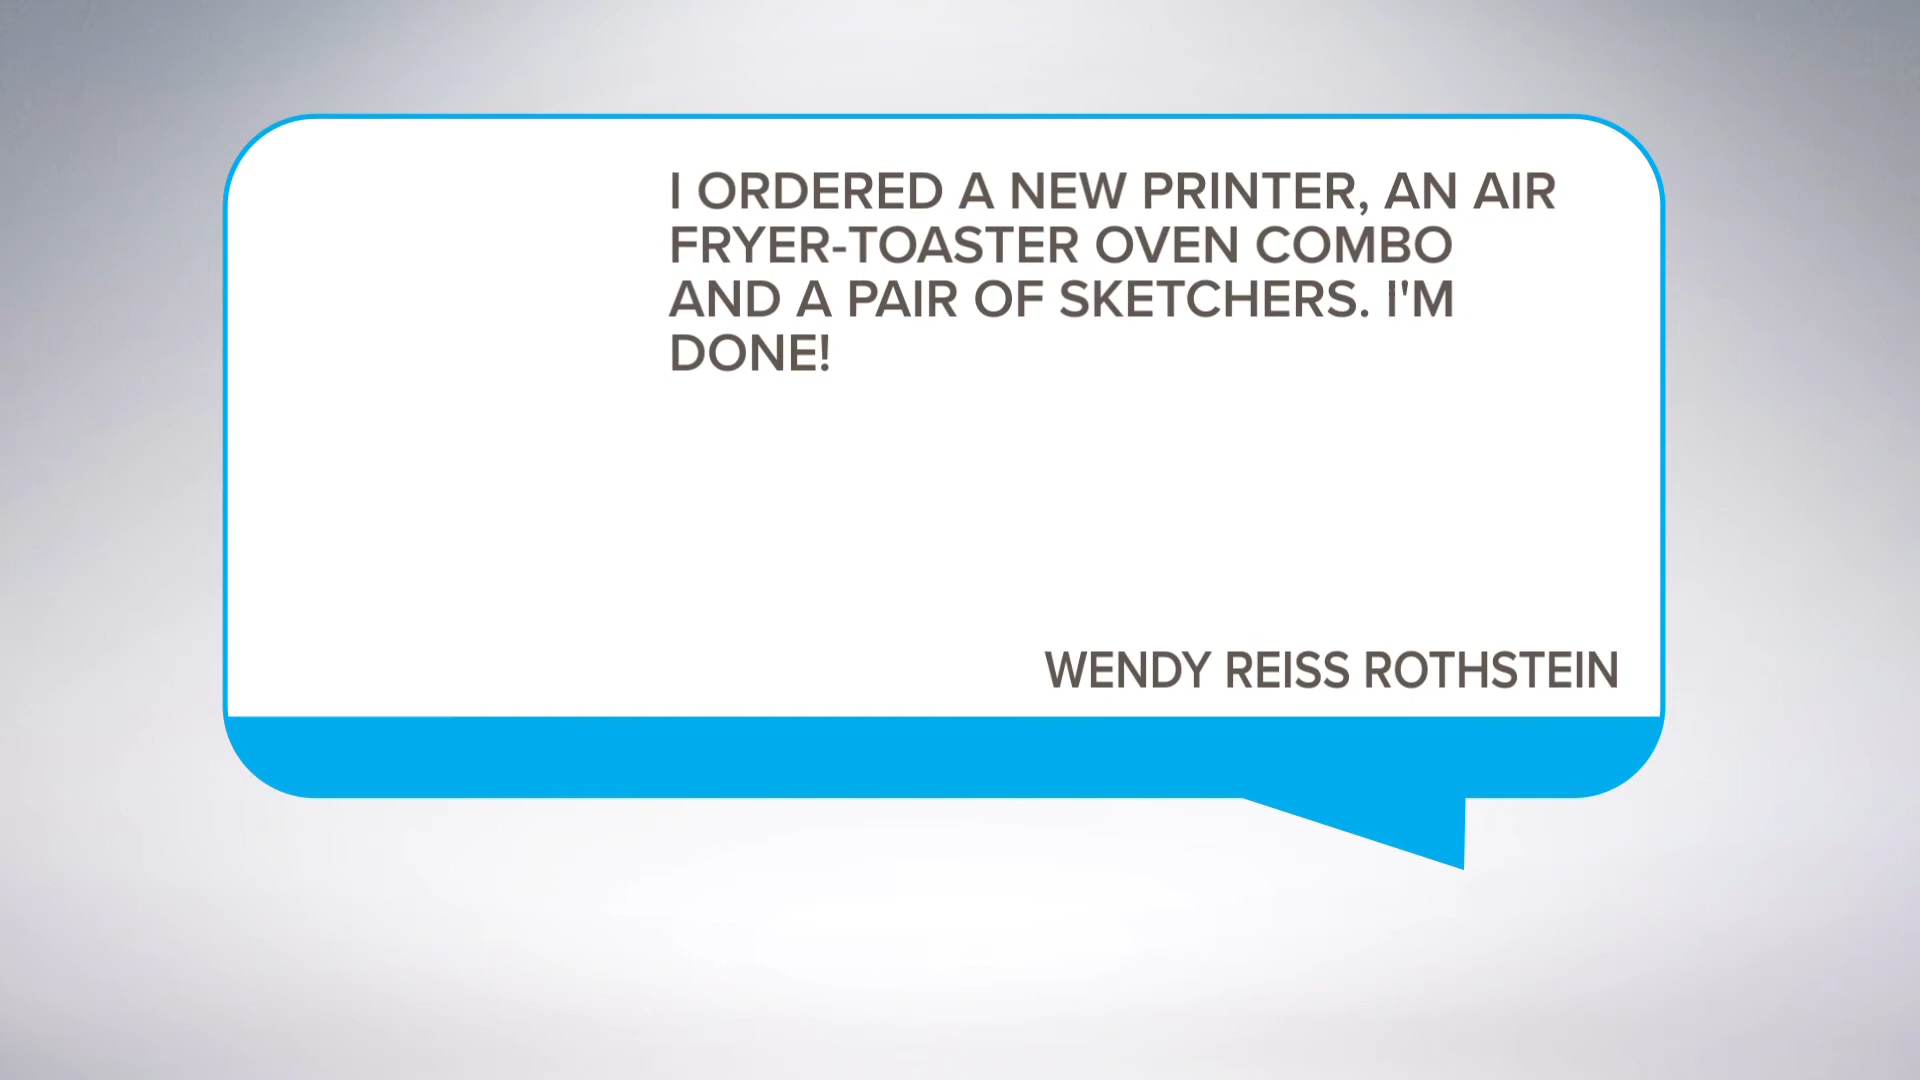 I ORDERED A NEW PRINTER, AN AIR
FRYER-TOASTER OVEN COMBO
AND A PAIR OF SKETCHERS. I'M
DONE!
WENDY REISS ROTHSTEIN